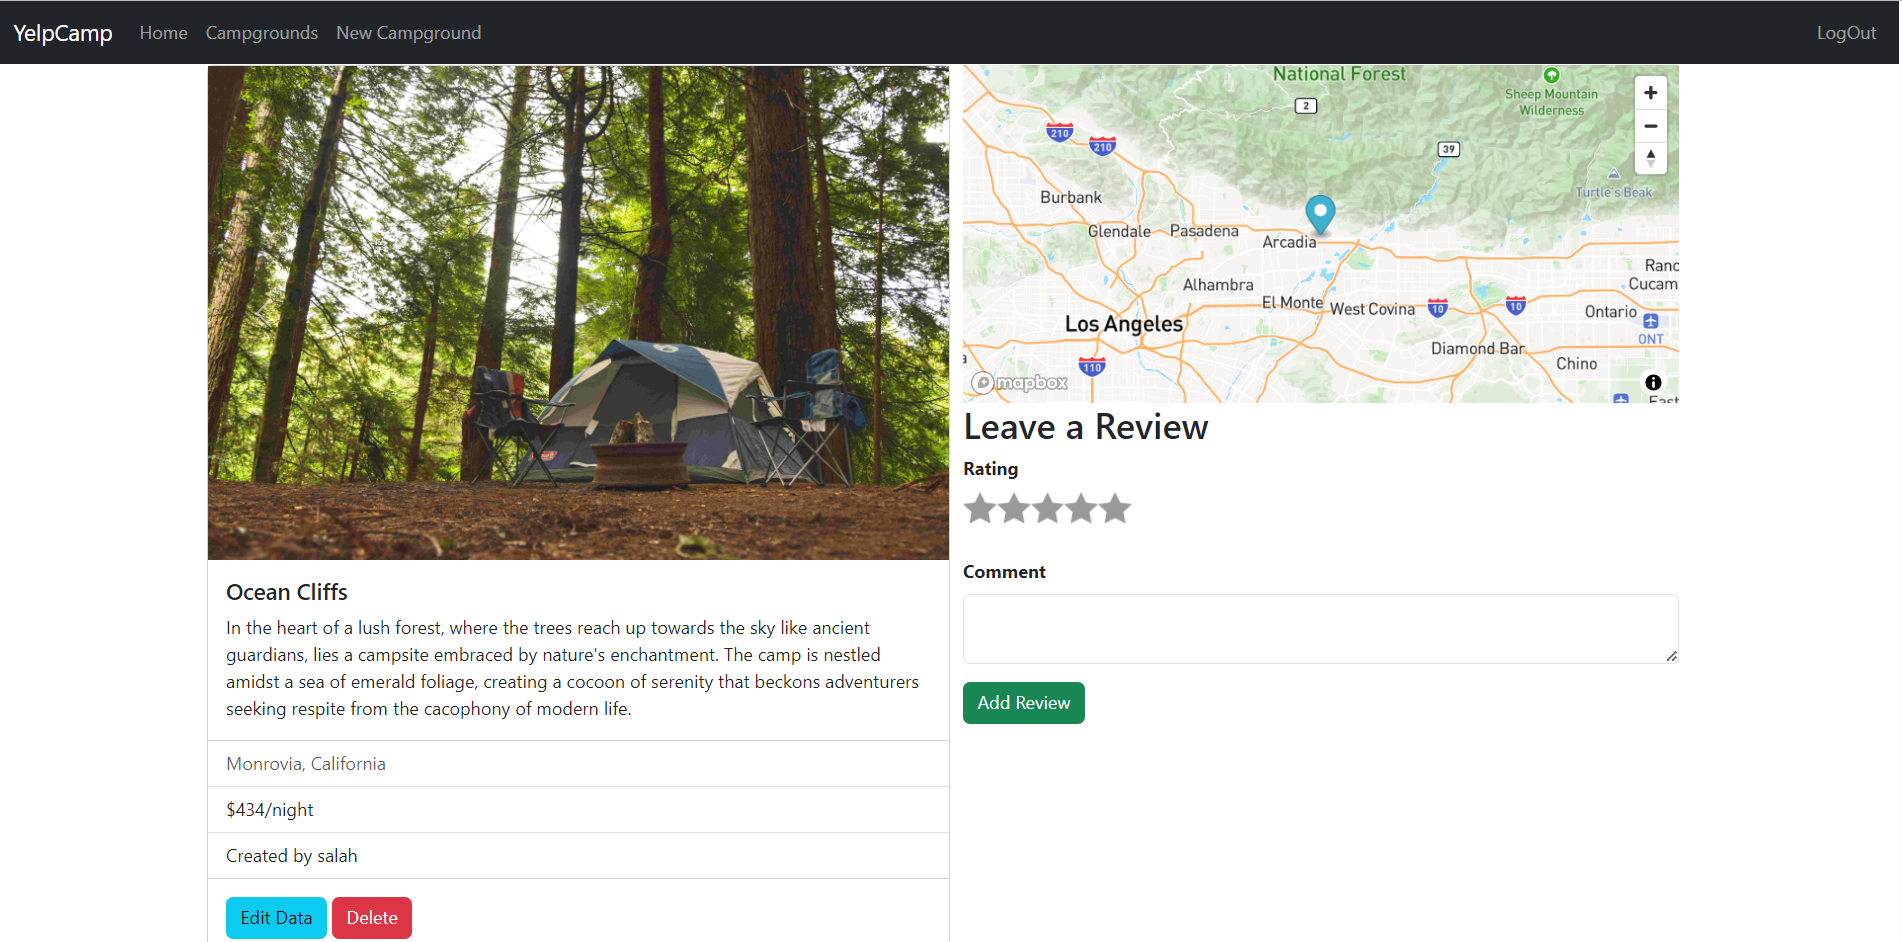 YelpCamp Home Campgrounds New Campground LogOut
National Forest
Sheep Mountain
Wilderness
2
210
210
39
Turtle's Beak
Burbank
Glendale
Pasadena
Arcadia
Ranc
Cucam
Alhambra
El Monte
West Covina
10
10
Ontario
ONT
Los Angeles
Diamond Bar
Chino
110
mapbox
East
Ocean Cliffs
In the heart of a lush forest, where the trees reach up towards the sky like ancient
guardians, lies a campsite embraced by nature's enchantment. The camp is nestled
amidst a sea of emerald foliage, creating a cocoon of serenity that beckons adventurers
seeking respite from the cacophony of modern life.
Monrovia, California
$434/night
Created by salah
Edit Data Delete
Leave a Review
Rating
Comment
Add Review